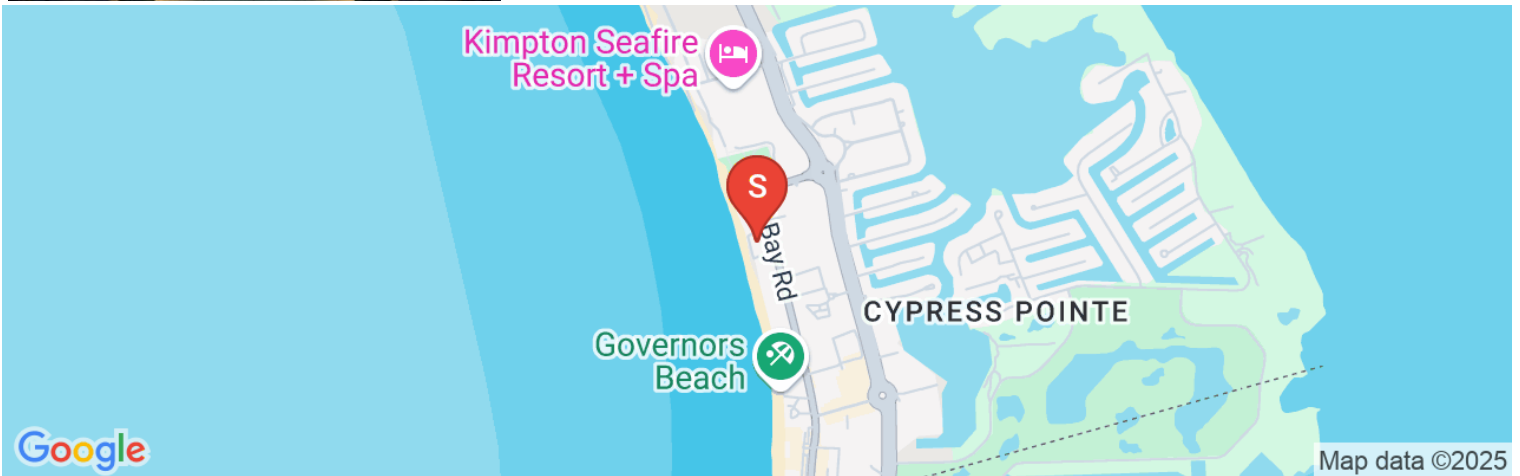 Kimpton Seafire
Resort + Spa
S
Bay Rd
CYPRESS POINTE
Governors
Beach
Google
Map data ©2025